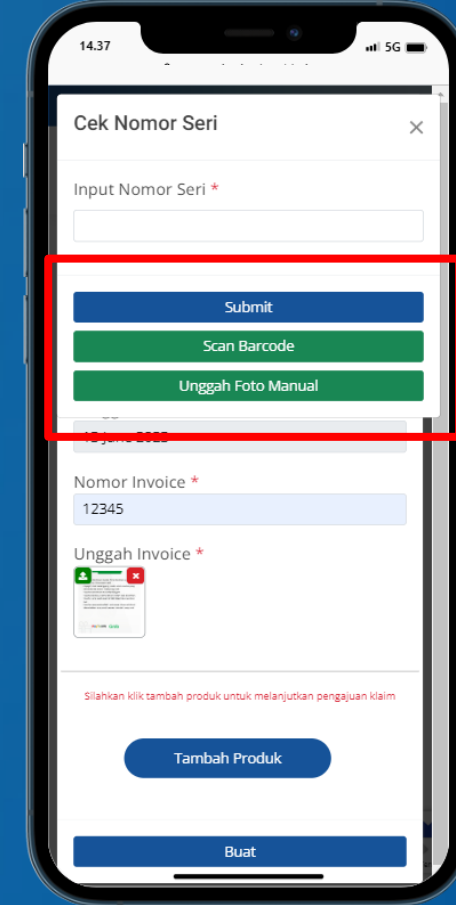 14.37
5G
Cek Nomor Seri
Input Nomor Seri *
Submit
Scan Barcode
Unggah Foto Manual
Nomor Invoice *
12345
Unggah Invoice *
Silahkan klik tambah produk untuk melanjutkan pengajuan klaim
Tambah Produk
Buat